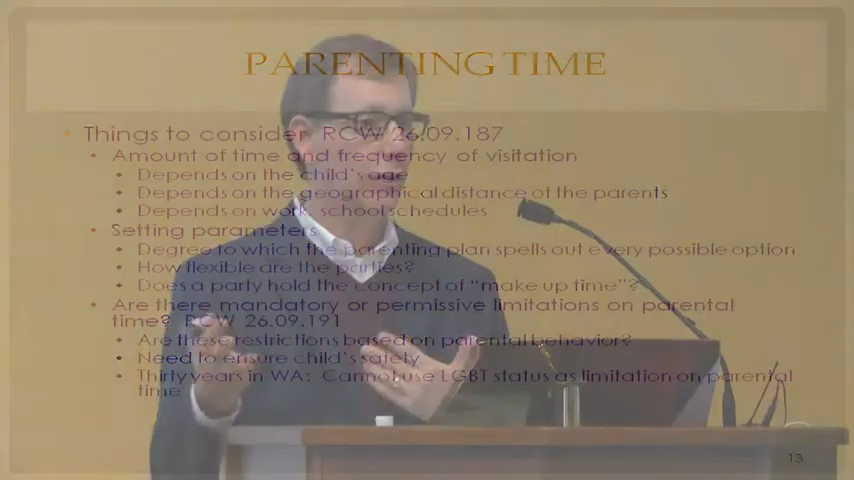 PARENTING TIME
Things to consider RCW 26.09.187
Amount of time and frequency of visitation
Depends on the child's age
Depends on the geographical distance of the parents
Depends on work, school schedules
Setting parameters
Degree to which the parenting plan spells out every possible option
How flexible are the parties?
Does a party hold the concept of "make up time"?
Are there mandatory or permissive limitations on parental
time? RCW 26.09.191
Are these restrictions based on parental behavior?
Need to ensure child's safety
Thirty years in WA: Cannot use LGBT status as limitation on parental
time
13